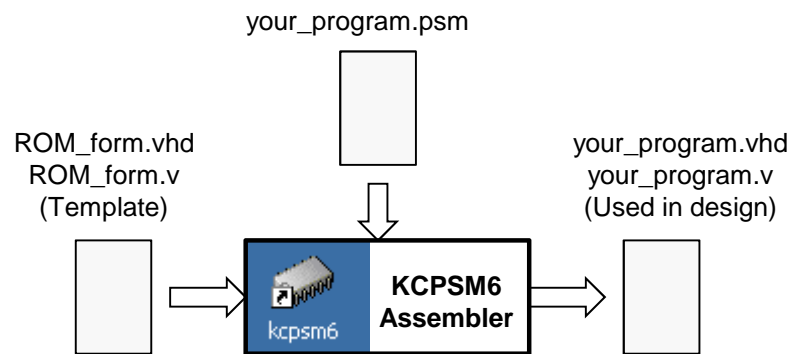 your_program.psm
ROM_form.vhd
ROM_form.v
(Template)
your_program.vhd
your_program.v
(Used in design)
kcpsm6
KCPSM6
Assembler